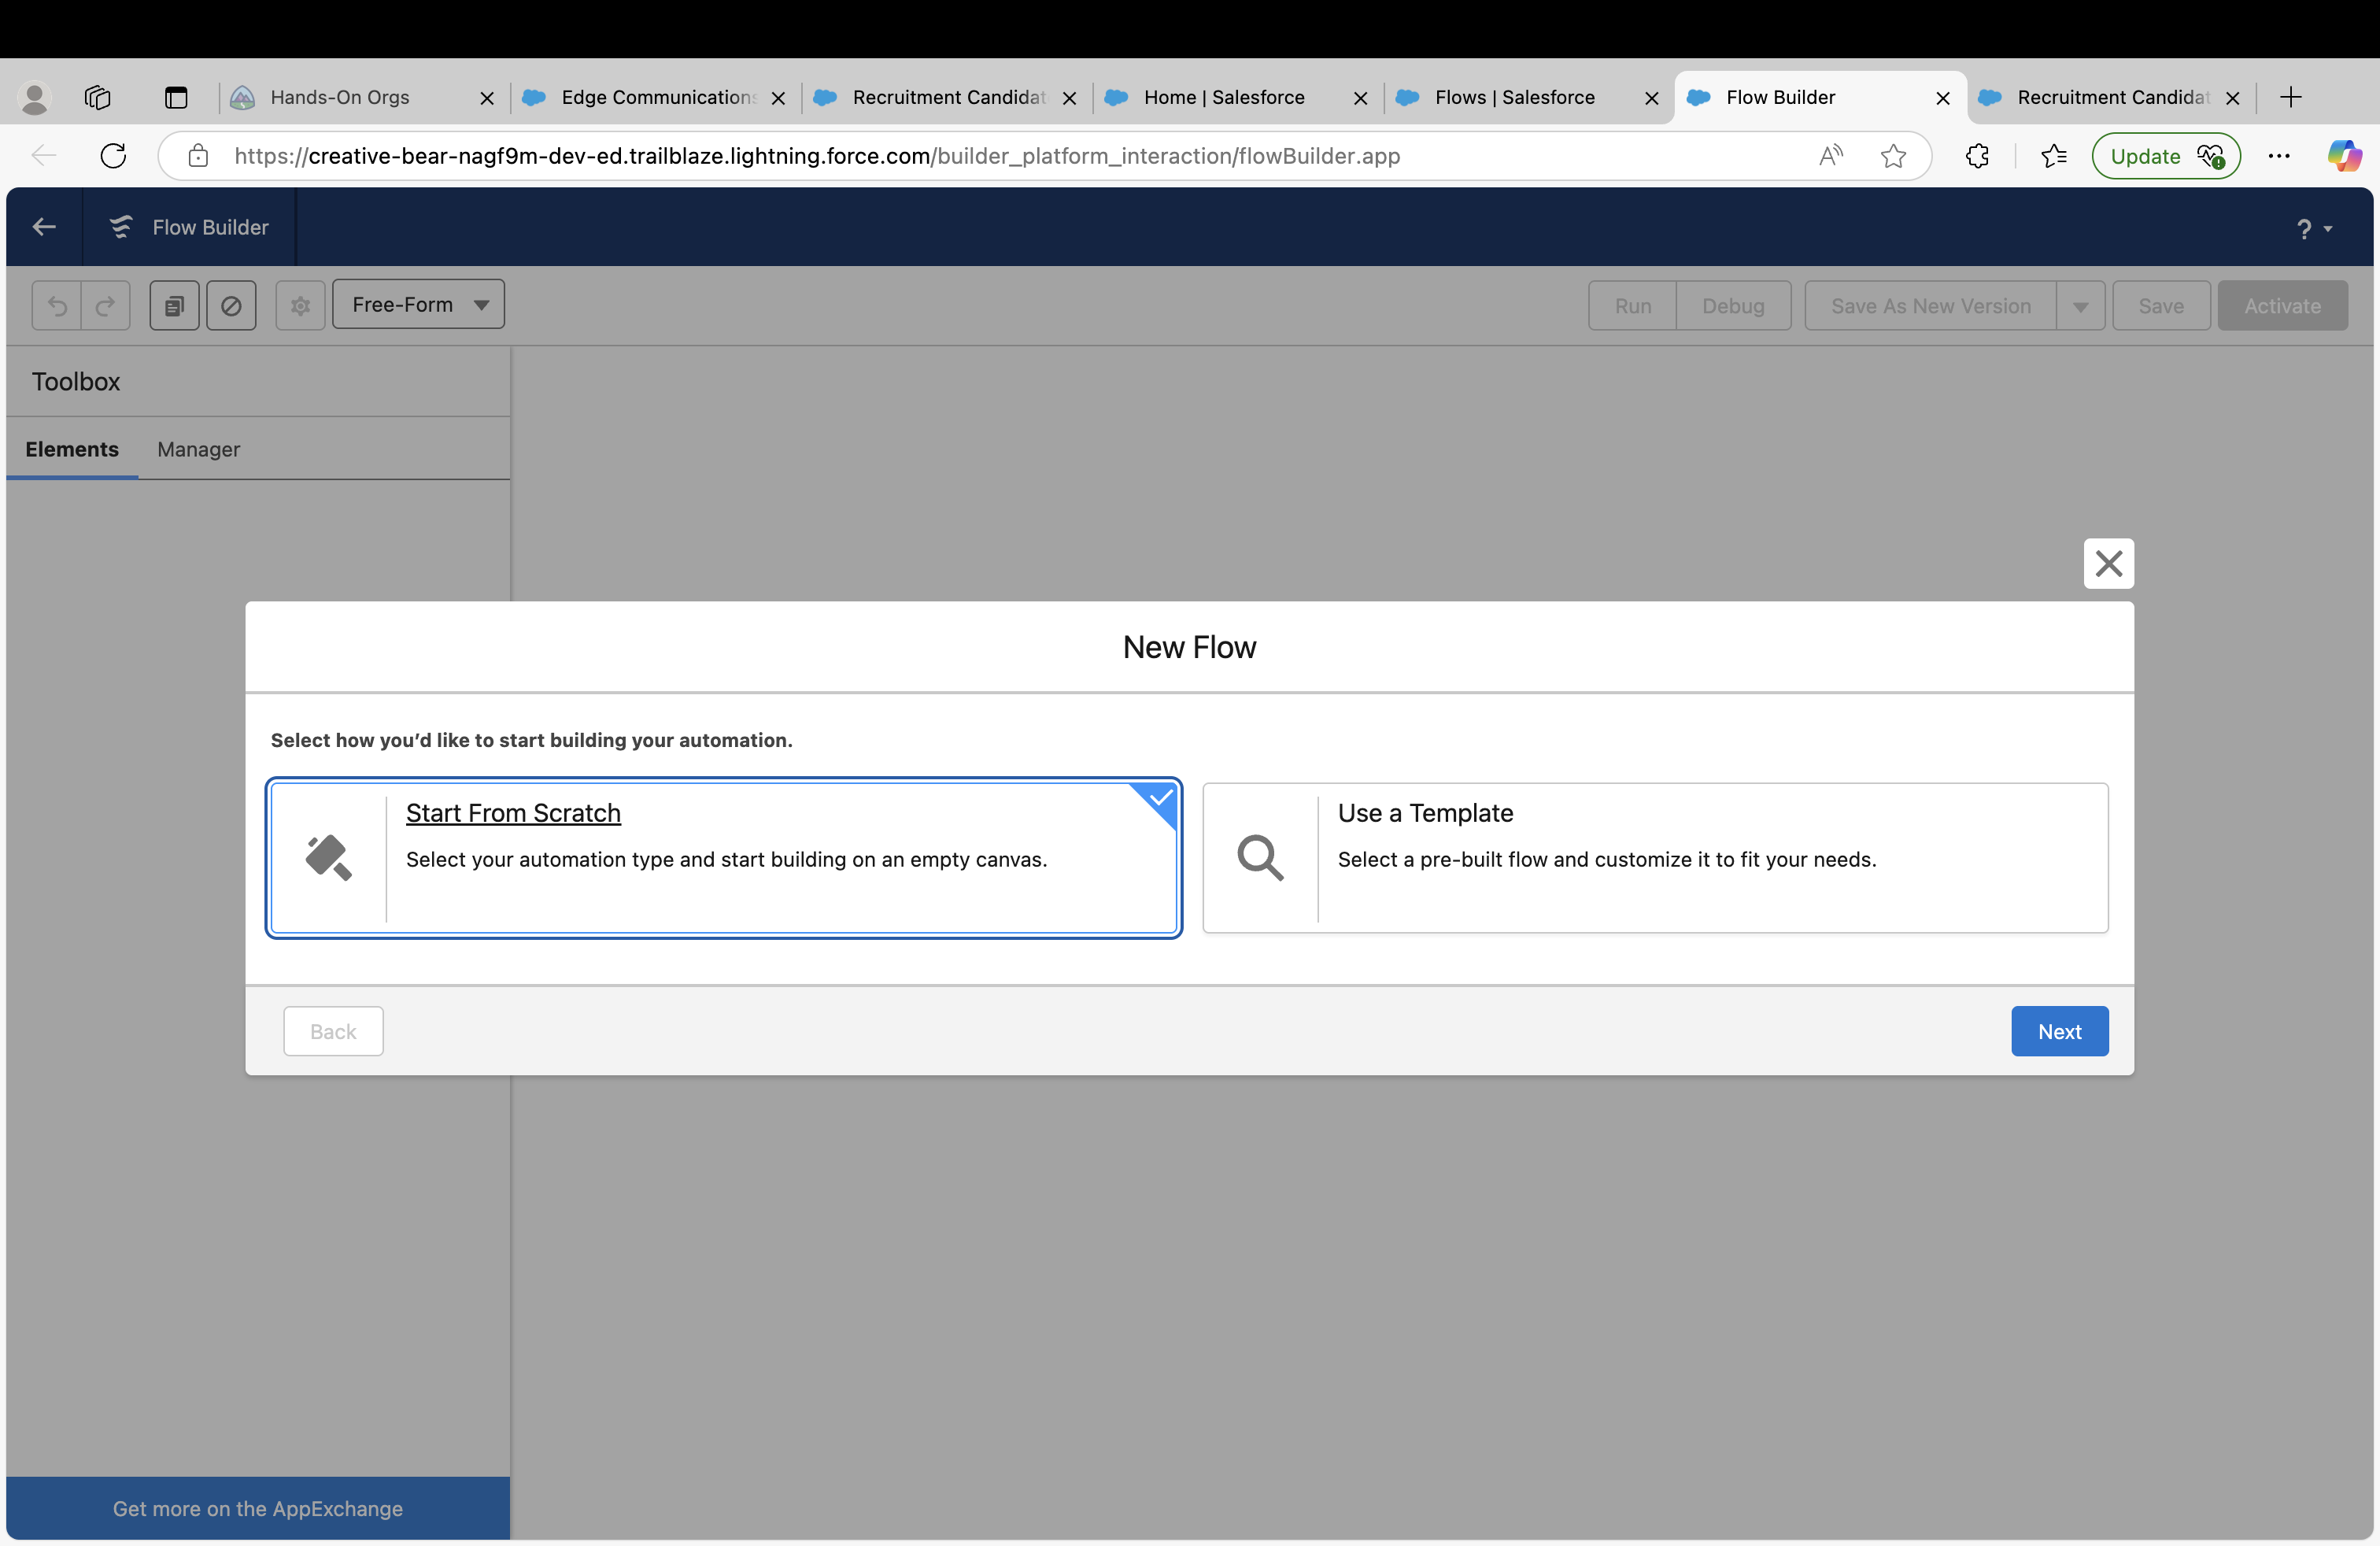 Hands-On Orgs
Edge Communications
Recruitment Candidat
Home | Salesforce
Flows | Salesforce
Flow Builder
Recruitment Candidat
https://creative-bear-nagf9m-dev-ed.trailblaze.lightning.force.com/builder_platform_interaction/flowBuilder.app
Update
Flow Builder
?
Free-Form
Run
Debug
Save As New Version
Save
Activate
Toolbox
Elements
Manager
New Flow
Select how you’d like to start building your automation.
Start From Scratch
Select your automation type and start building on an empty canvas.
Use a Template
Select a pre-built flow and customize it to fit your needs.
Back
Next
Get more on the AppExchange